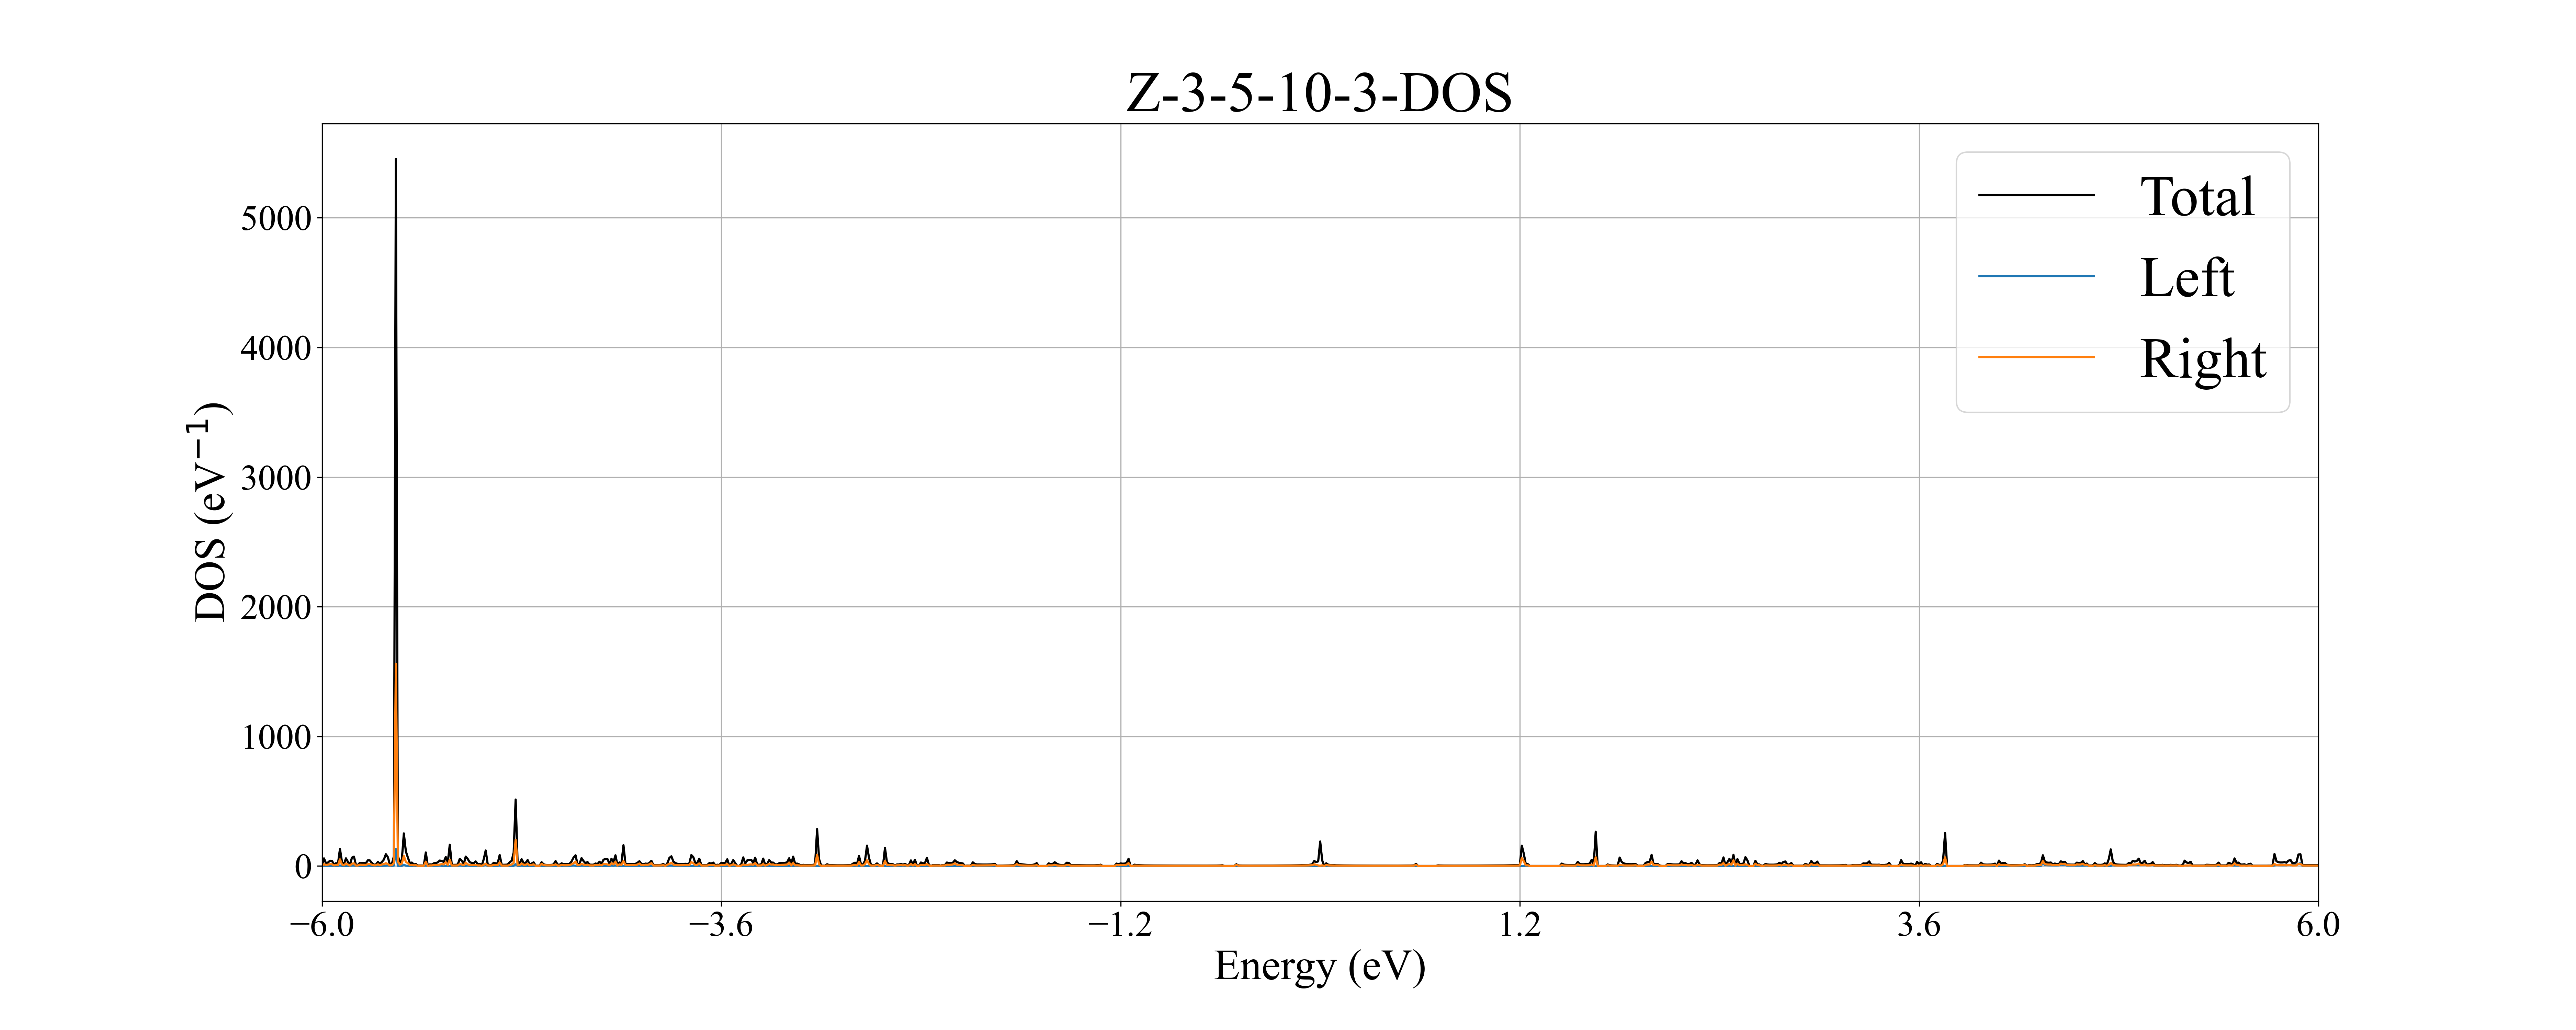 Z-3-5-10-3-DOS
Total
Left
Right
DOS (eV⁻¹)
5000
4000
3000
2000
1000
0
−6.0
−3.6
−1.2
1.2
3.6
6.0
Energy (eV)